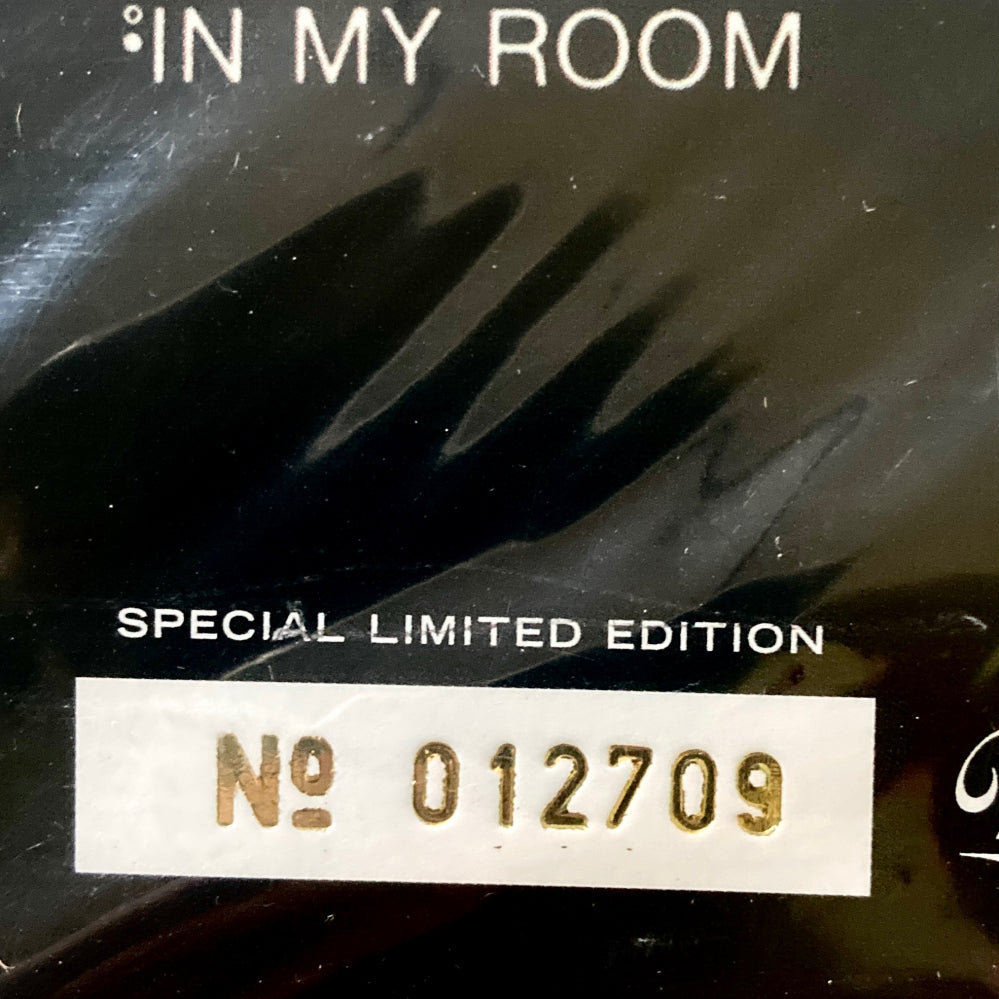 IN MY ROOM
SPECIAL LIMITED EDITION
Nº 012709